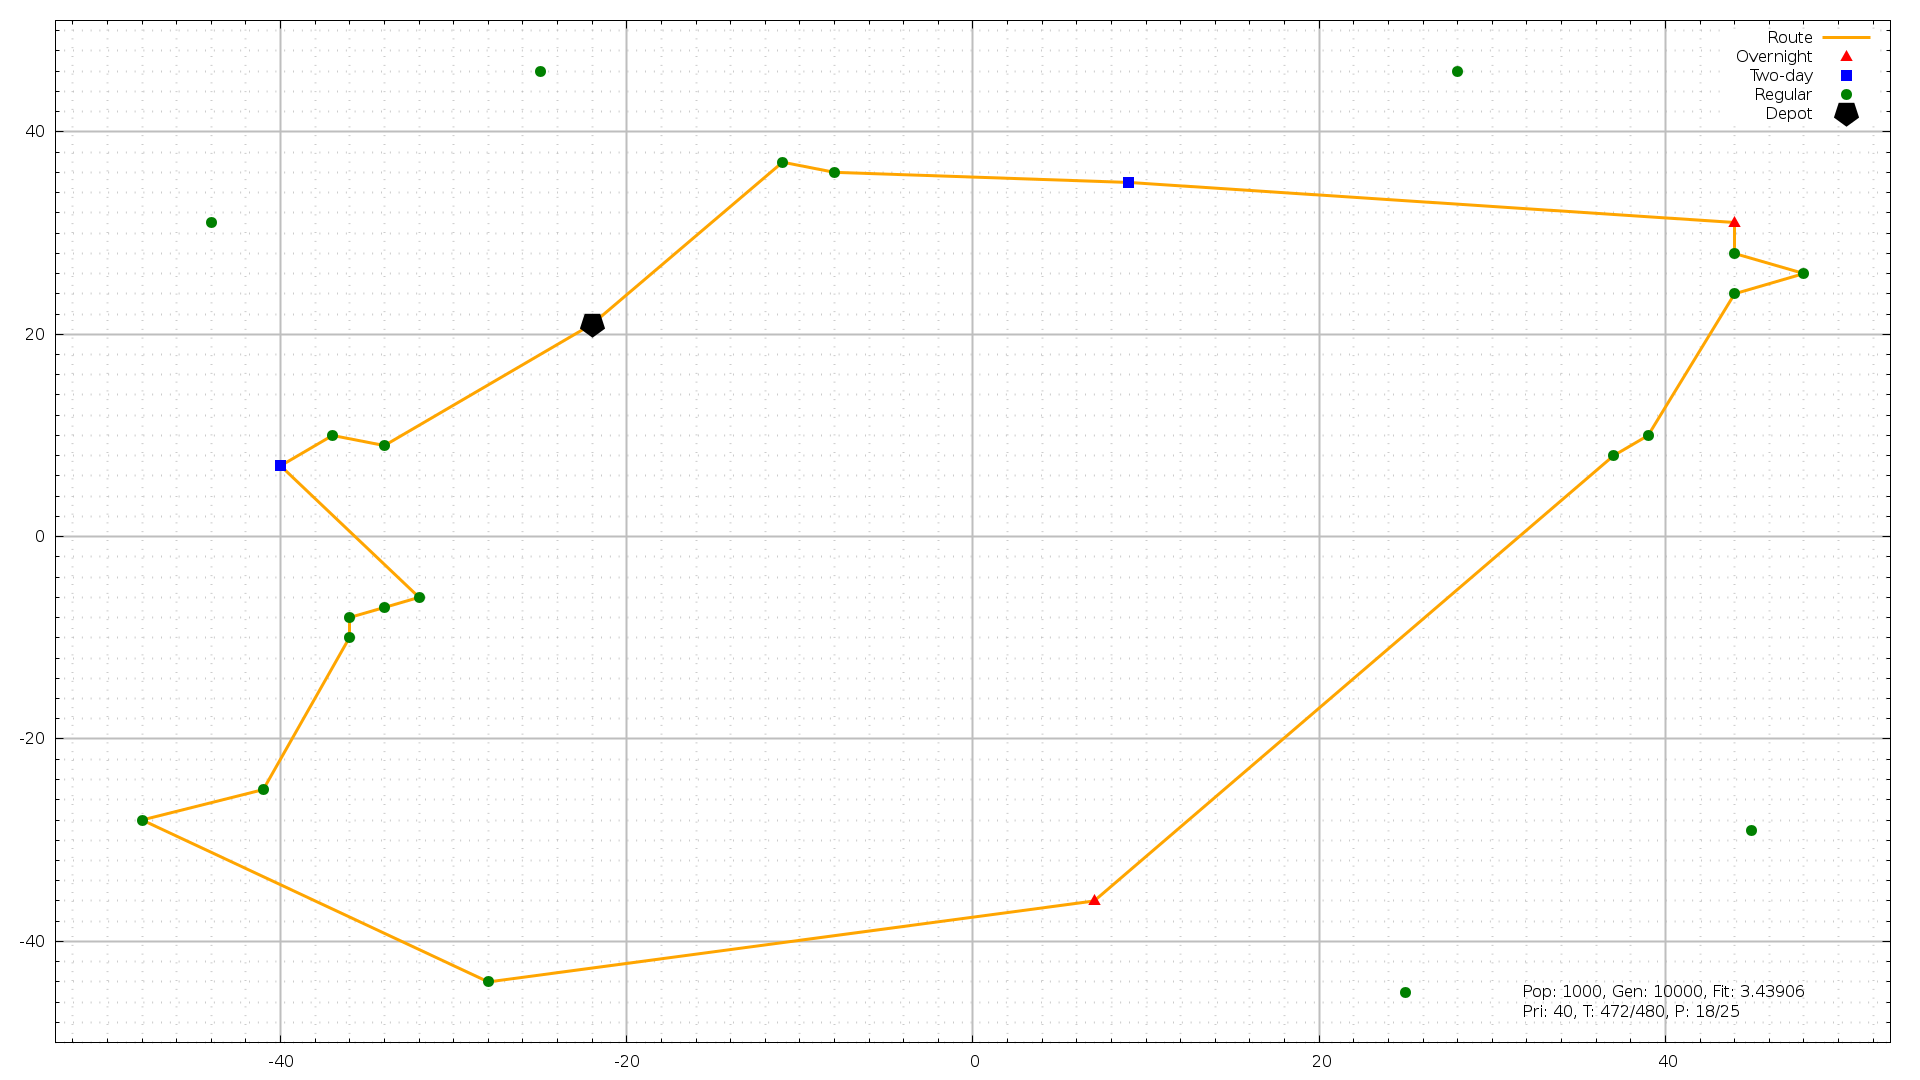 Route
Overnight
Two-day
Regular
Depot
40
20
0
-20
-40
Pop: 1000, Gen: 10000, Fit: 3.43906
Pri: 40, T: 472/480, P: 18/25
-40 -20 0 20 40